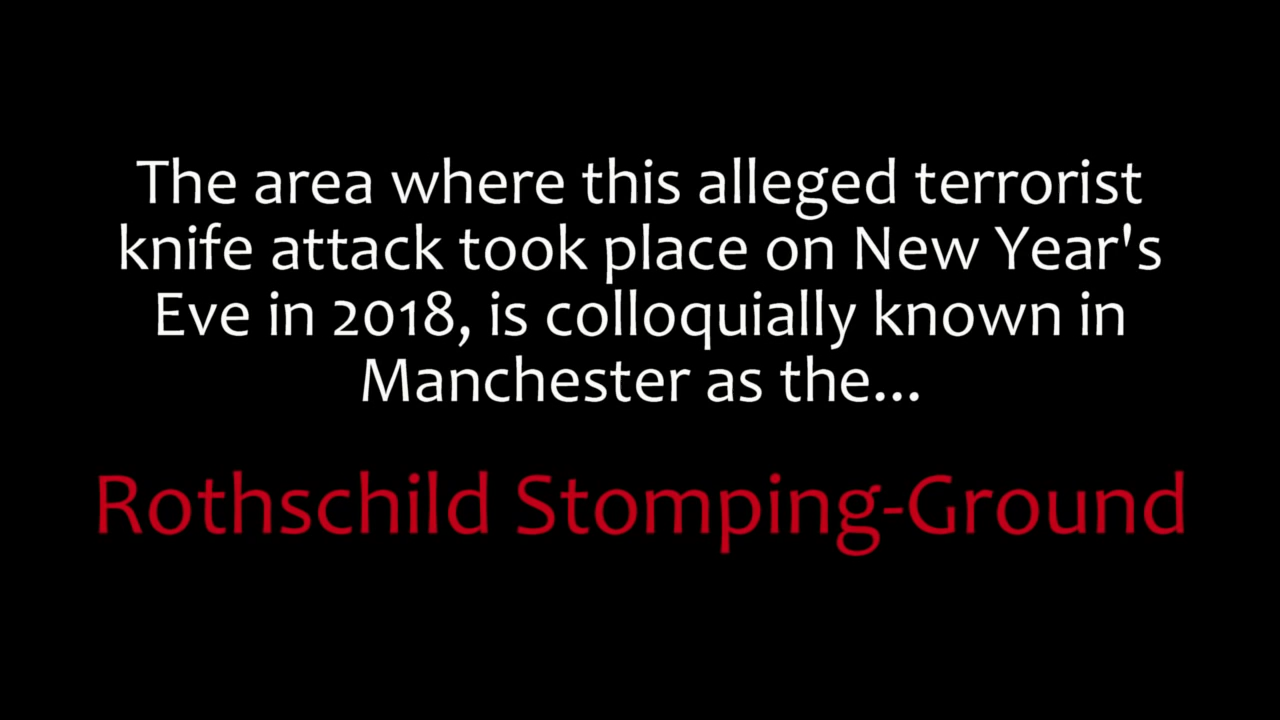 The area where this alleged terrorist
knife attack took place on New Year's
Eve in 2018, is colloquially known in
Manchester as the...
Rothschild Stomping-Ground